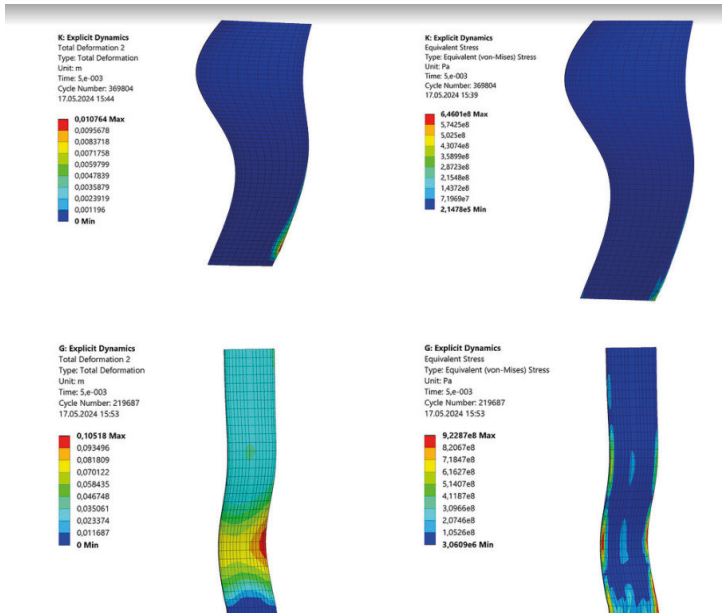 K: Explicit Dynamics
Total Deformation 2
Type: Total Deformation
Unit: m
Time: 5,e-003
Cycle Number: 369804
17.05.2024 15:44
0,010764 Max
0,0095678
0,0083718
0,0071758
0,0059799
0,0047839
0,0035879
0,0023919
0,001196
0 Min
K: Explicit Dynamics
Equivalent Stress
Type: Equivalent (von-Mises) Stress
Unit: Pa
Time: 5,e-003
Cycle Number: 369804
17.05.2024 15:39
6,4601e8 Max
5,7425e8
5,025e8
4,3074e8
3,5899e8
2,8723e8
2,1548e8
1,4372e8
7,1969e7
2,1478e5 Min
G: Explicit Dynamics
Total Deformation 2
Type: Total Deformation
Unit: m
Time: 5,e-003
Cycle Number: 219687
17.05.2024 15:53
0,10518 Max
0,093496
0,081809
0,070122
0,058435
0,046748
0,035061
0,023374
0,011687
0 Min
G: Explicit Dynamics
Equivalent Stress
Type: Equivalent (von-Mises) Stress
Unit: Pa
Time: 5,e-003
Cycle Number: 219687
17.05.2024 15:53
9,2287e8 Max
8,2067e8
7,1847e8
6,1627e8
5,1407e8
4,1187e8
3,0966e8
2,0746e8
1,0526e8
3,0609e6 Min